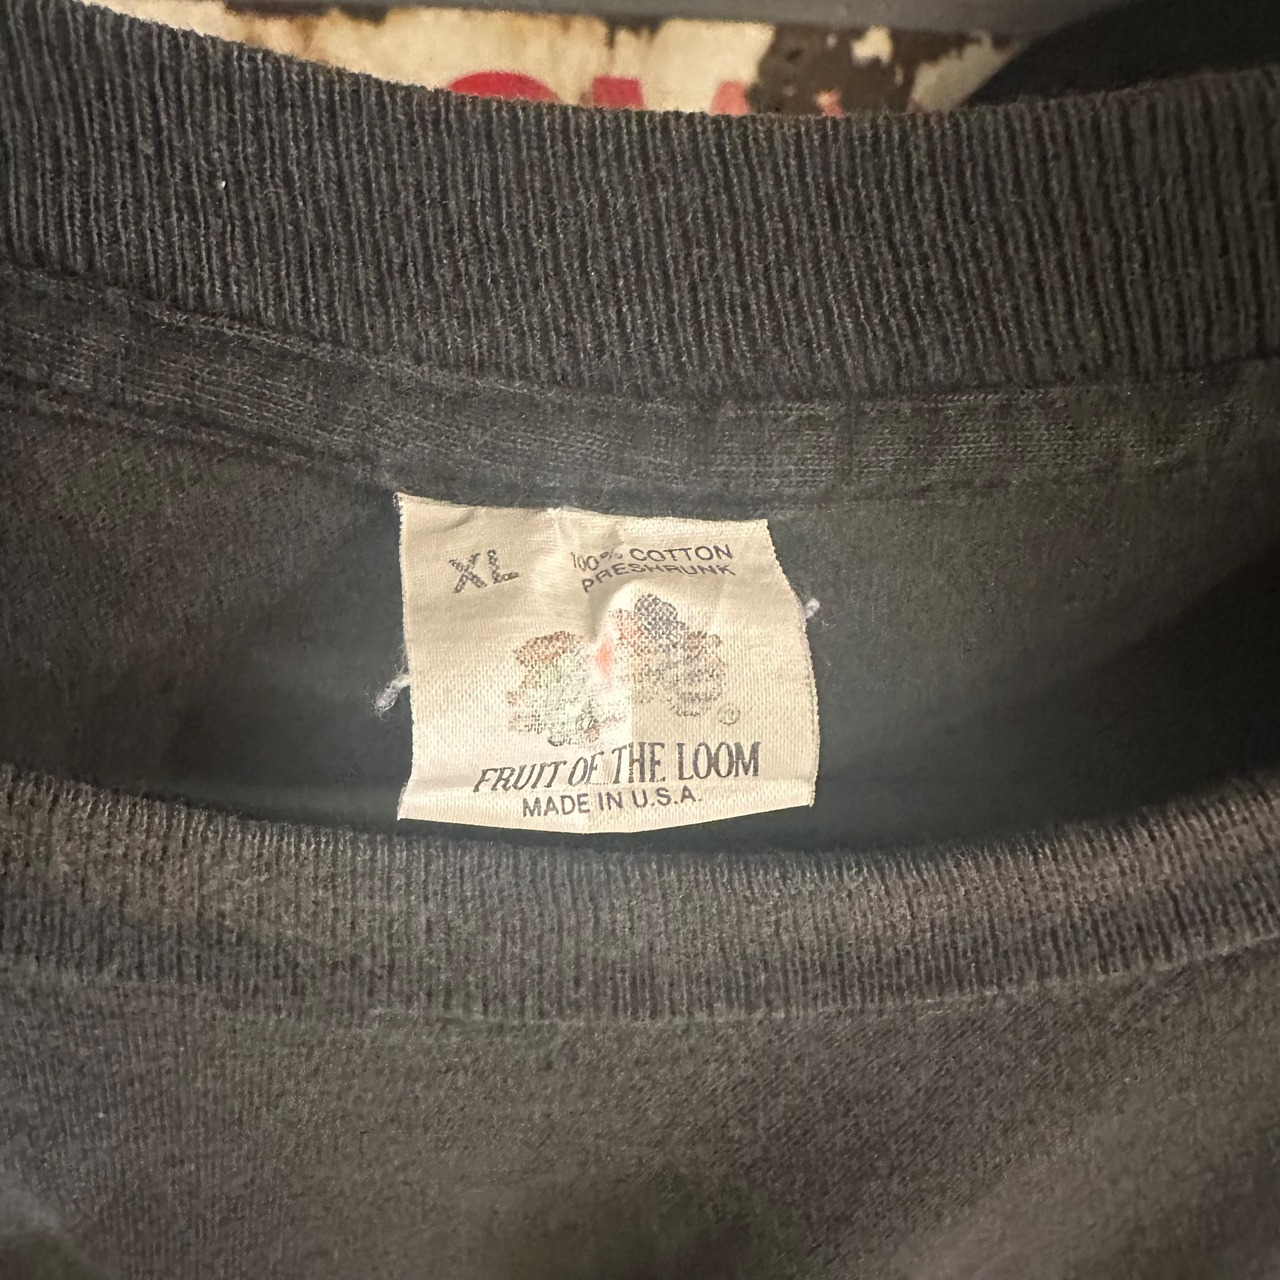 XL
100% COTTON
PRESHRUNK
®
FRUIT OF THE LOOM
MADE IN U.S.A.